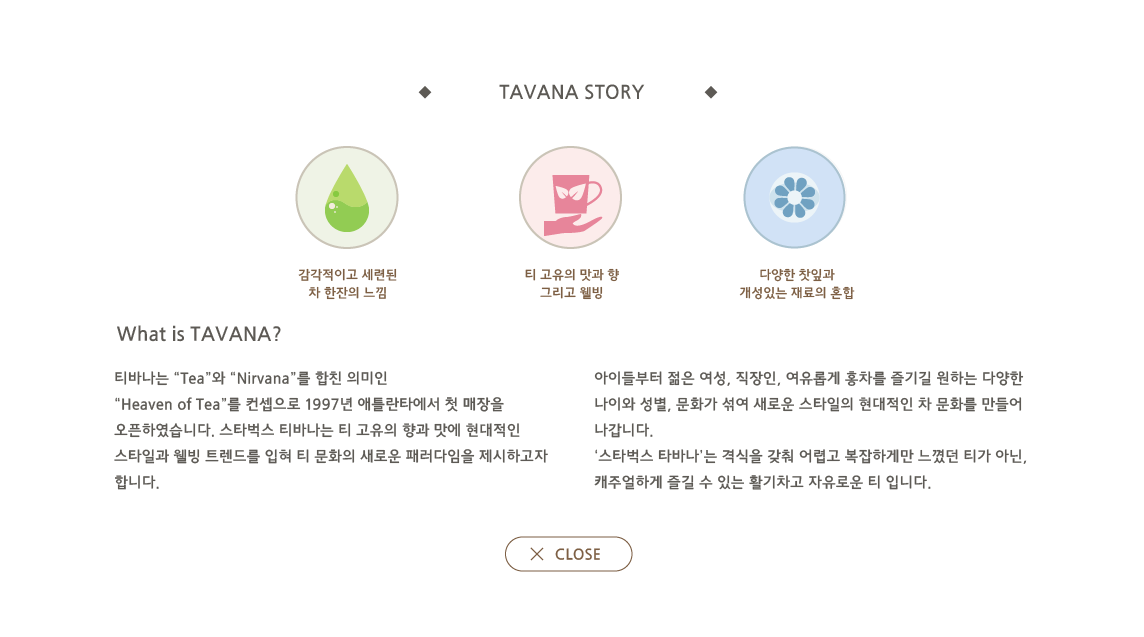 TAVANA STORY
감각적이고 세련된
차 한잔의 느낌
티 고유의 맛과 향
그리고 웰빙
다양한 찻잎과
개성있는 재료의 혼합
What is TAVANA?
티바나는 “Tea”와 “Nirvana”를 합친 의미인
“Heaven of Tea”를 컨셉으로 1997년 애틀란타에서 첫 매장을
오픈하였습니다. 스타벅스 티바나는 티 고유의 향과 맛에 현대적인
스타일과 웰빙 트렌드를 입혀 티 문화의 새로운 패러다임을 제시하고자
합니다.
아이들부터 젊은 여성, 직장인, 여유롭게 홍차를 즐기길 원하는 다양한
나이와 성별, 문화가 섞여 새로운 스타일의 현대적인 차 문화를 만들어
나갑니다.
‘스타벅스 타바나’는 격식을 갖춰 어렵고 복잡하게만 느꼈던 티가 아닌,
캐주얼하게 즐길 수 있는 활기차고 자유로운 티 입니다.
CLOSE